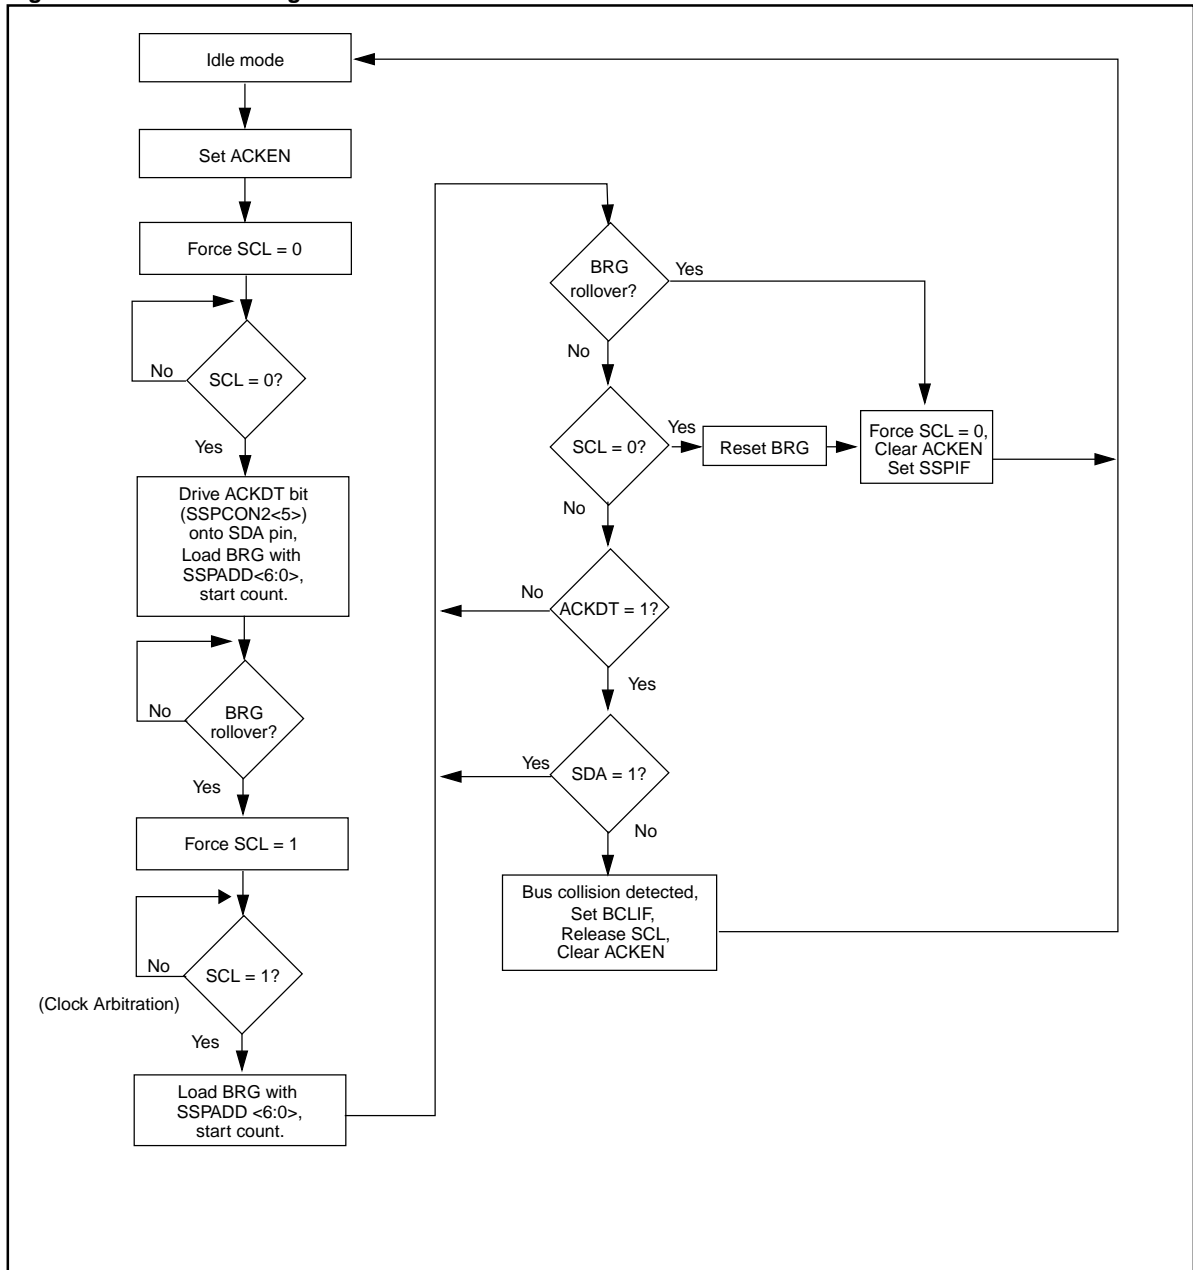 Idle mode
Set ACKEN
Force SCL = 0
No
SCL = 0?
Yes
Drive ACKDT bit
(SSPCON2<5>)
onto SDA pin,
Load BRG with
SSPADD<6:0>,
start count.
No
BRG
rollover?
Yes
Force SCL = 1
No
SCL = 1?
(Clock Arbitration)
Yes
Load BRG with
SSPADD <6:0>,
start count.
BRG
rollover?
Yes
No
SCL = 0?
Yes
Reset BRG
Force SCL = 0,
Clear ACKEN
Set SSPIF
No
No
ACKDT = 1?
Yes
Yes
SDA = 1?
No
Bus collision detected,
Set BCLIF,
Release SCL,
Clear ACKEN